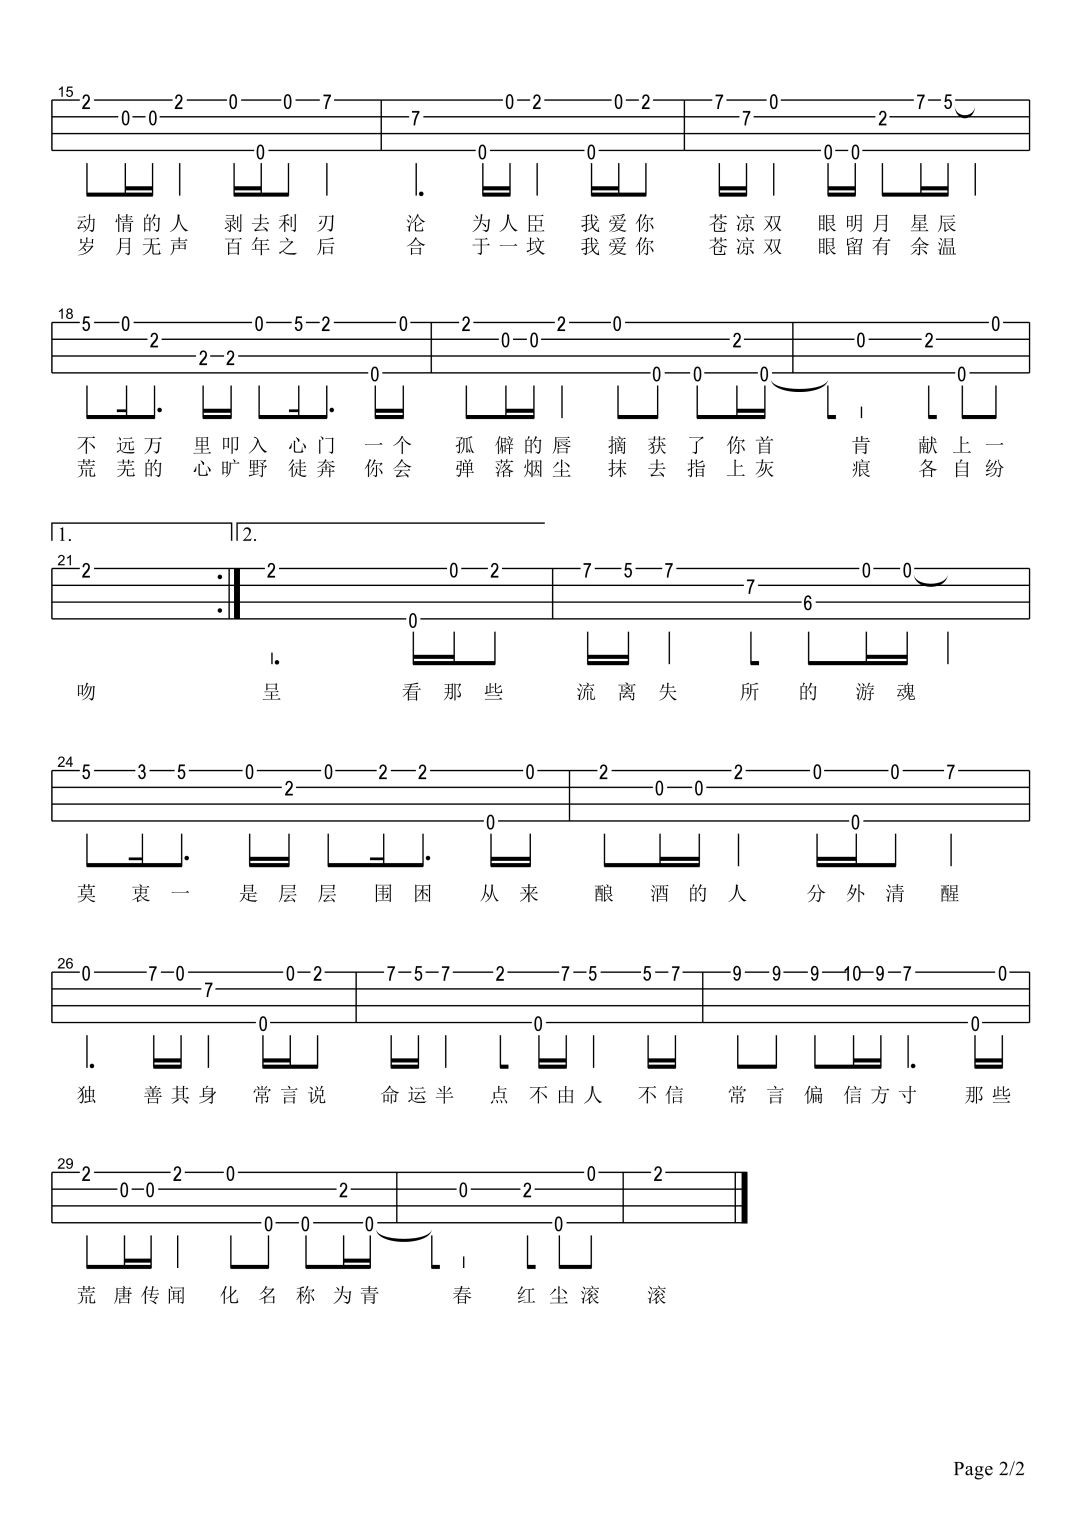 15
2 0 0 2 0 0 0 7 7 0 0 2 0 0 2 7 7 0 0 0 2 7 5
动 情 的 人 剥 去 利 刃 沦 为 人 臣 我 爱 你 苍 凉 双 眼 明 月 星 辰
岁 月 无 声 百 年 之 后 合 于 一 坟 我 爱 你 苍 凉 双 眼 留 有 余 温
18
5 0 2 2 2 0 5 2 0 0 2 0 0 2 0 0 0 2 0 0 2 0 0
不 远 万 里 叩 入 心 门 一 个 孤 僻 的 唇 摘 获 了 你 首 肯 献 上 一
荒 芜 的 心 旷 野 徒 奔 你 会 弹 落 烟 尘 抹 去 指 上 灰 痕 各 自 纷
1. 2.
21
2 2 0 0 2 7 5 7 7 6 0 0
吻 呈 看 那 些 流 离 失 所 的 游 魂
24
5 3 5 0 2 0 2 2 0 0 2 0 0 2 0 0 0 7
莫 衷 一 是 层 层 围 困 从 来 酿 酒 的 人 分 外 清 醒
26
0 7 0 7 0 0 2 7 5 7 2 0 7 5 5 7 9 9 9 10 9 7 0 0
独 善 其 身 常 言 说 命 运 半 点 不 由 人 不 信 常 言 偏 信 方 寸 那 些
29
2 0 0 2 0 0 0 2 0 0 2 0 0 2
荒 唐 传 闻 化 名 称 为 青 春 红 尘 滚 滚
Page 2/2